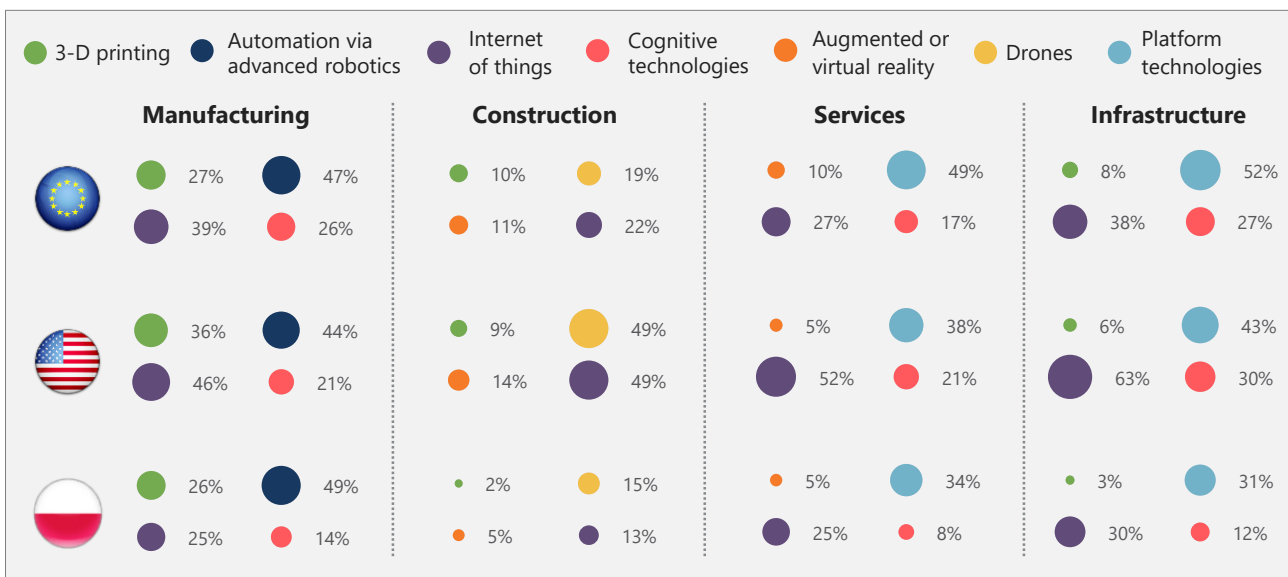 3-D printing
Automation via
advanced robotics
Internet
of things
Cognitive
technologies
Augmented or
virtual reality
Drones
Platform
technologies
Manufacturing Construction Services Infrastructure
27% 47% 10% 19% 10% 49% 8% 52%
39% 26% 11% 22% 27% 17% 38% 27%
36% 44% 9% 49% 5% 38% 6% 43%
46% 21% 14% 49% 52% 21% 63% 30%
26% 49% 2% 15% 5% 34% 3% 31%
25% 14% 5% 13% 25% 8% 30% 12%